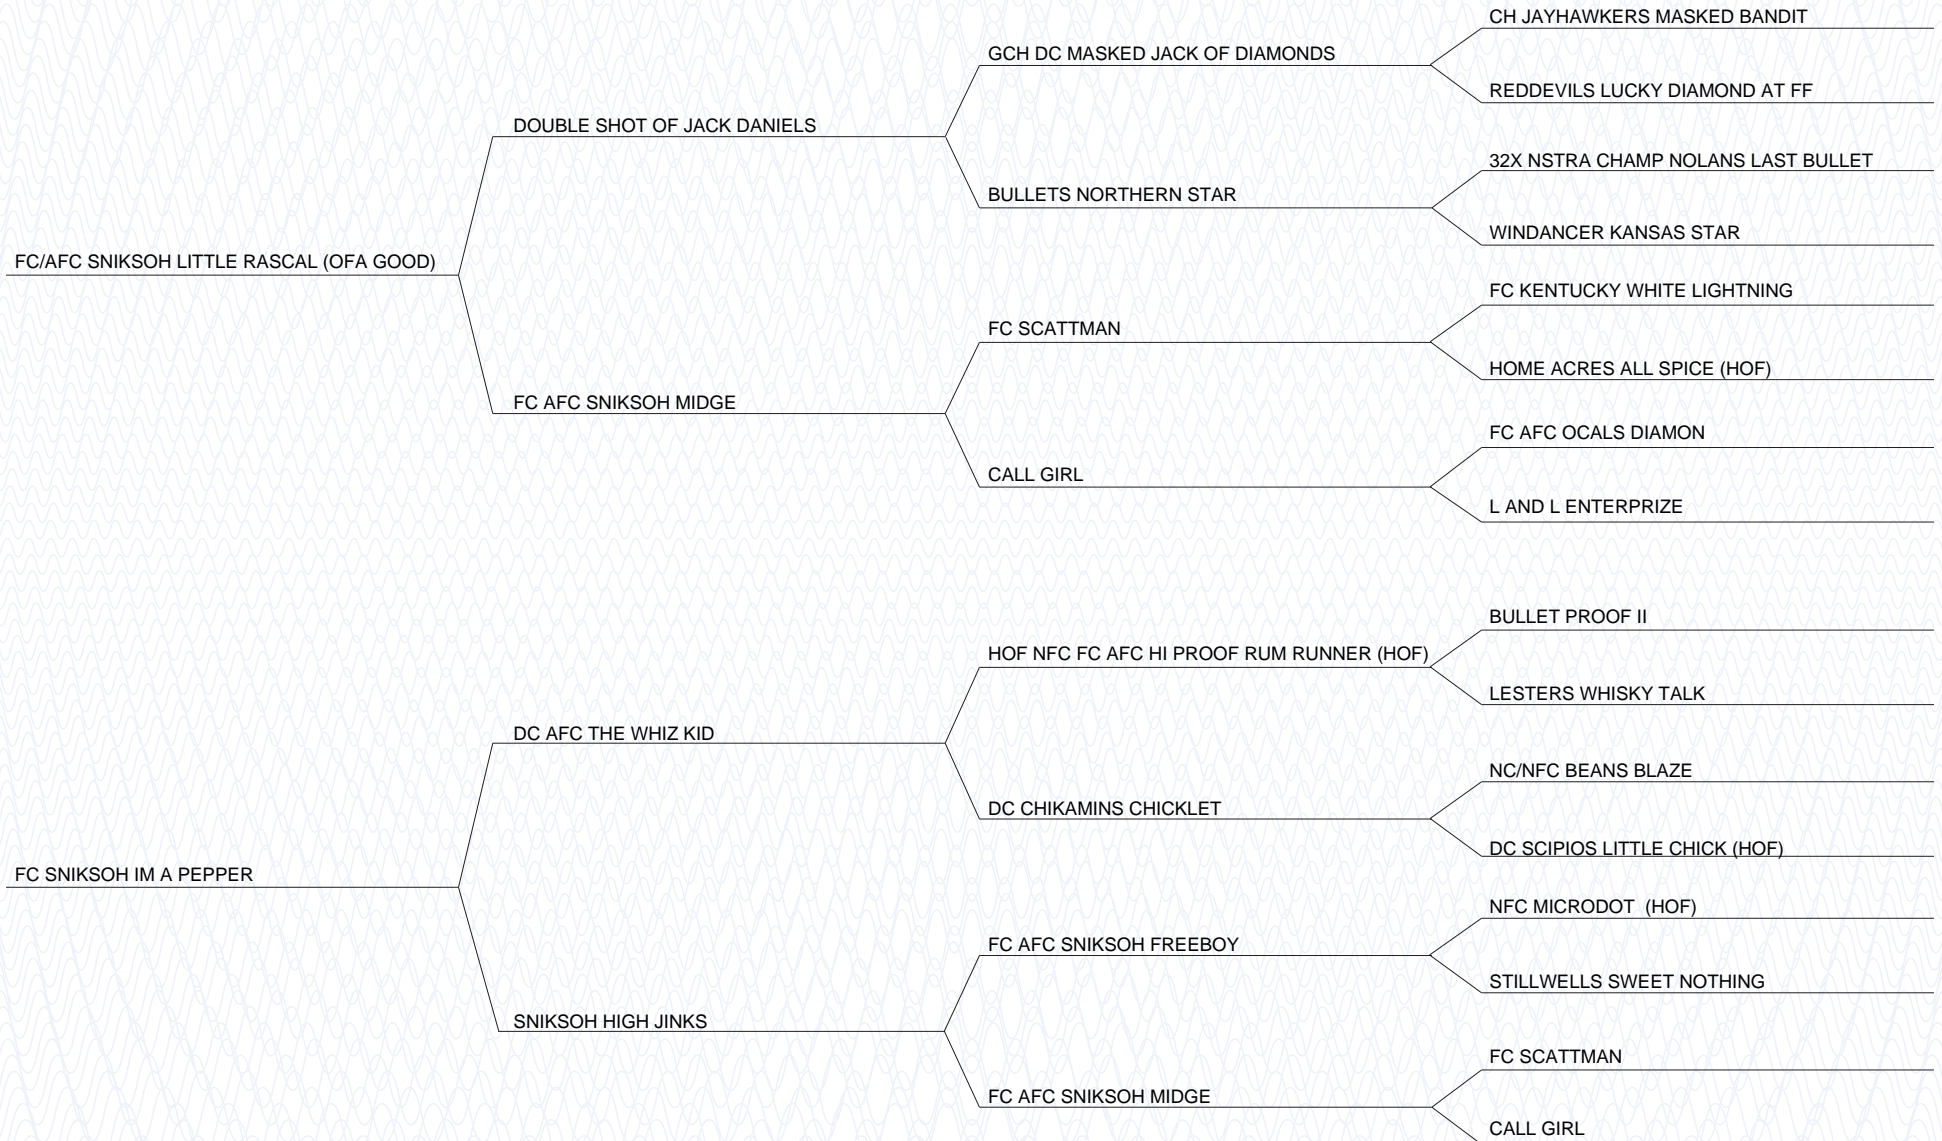 CH JAYHAWKERS MASKED BANDIT
GCH DC MASKED JACK OF DIAMONDS
REDDEVILS LUCKY DIAMOND AT FF
DOUBLE SHOT OF JACK DANIELS
32X NSTRA CHAMP NOLANS LAST BULLET
BULLETS NORTHERN STAR
WINDANCER KANSAS STAR
FC/AFC SNIKSOH LITTLE RASCAL (OFA GOOD)
FC KENTUCKY WHITE LIGHTNING
FC SCATTMAN
HOME ACRES ALL SPICE (HOF)
FC AFC SNIKSOH MIDGE
FC AFC OCALS DIAMON
CALL GIRL
L AND L ENTERPRIZE
BULLET PROOF II
HOF NFC FC AFC HI PROOF RUM RUNNER (HOF)
LESTERS WHISKY TALK
DC AFC THE WHIZ KID
NC/NFC BEANS BLAZE
DC CHIKAMINS CHICKLET
DC SCIPIOS LITTLE CHICK (HOF)
FC SNIKSOH IM A PEPPER
NFC MICRODOT (HOF)
FC AFC SNIKSOH FREEBOY
STILLWELLS SWEET NOTHING
SNIKSOH HIGH JINKS
FC SCATTMAN
FC AFC SNIKSOH MIDGE
CALL GIRL